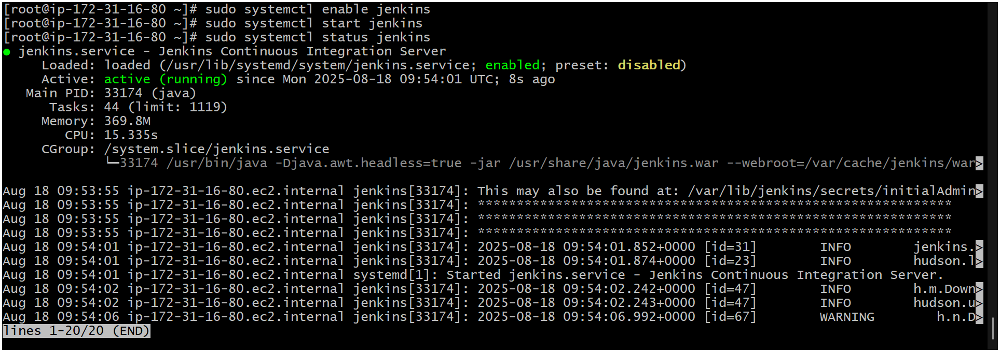 [root@ip-172-31-16-80 ~]# sudo systemctl enable jenkins
[root@ip-172-31-16-80 ~]# sudo systemctl start jenkins
[root@ip-172-31-16-80 ~]# sudo systemctl status jenkins
● jenkins.service - Jenkins Continuous Integration Server
     Loaded: loaded (/usr/lib/systemd/system/jenkins.service; enabled; preset: disabled)
     Active: active (running) since Mon 2025-08-18 09:54:01 UTC; 8s ago
   Main PID: 33174 (java)
      Tasks: 44 (limit: 1119)
     Memory: 369.8M
        CPU: 15.335s
     CGroup: /system.slice/jenkins.service
             └─33174 /usr/bin/java -Djava.awt.headless=true -jar /usr/share/java/jenkins.war --webroot=/var/cache/jenkins/war>
Aug 18 09:53:55 ip-172-31-16-80.ec2.internal jenkins[33174]: This may also be found at: /var/lib/jenkins/secrets/initialAdmin>
Aug 18 09:53:55 ip-172-31-16-80.ec2.internal jenkins[33174]: *************************************************************
Aug 18 09:53:55 ip-172-31-16-80.ec2.internal jenkins[33174]: *************************************************************
Aug 18 09:53:55 ip-172-31-16-80.ec2.internal jenkins[33174]: *************************************************************
Aug 18 09:54:01 ip-172-31-16-80.ec2.internal jenkins[33174]: 2025-08-18 09:54:01.852+0000 [id=31]        INFO        jenkins.>
Aug 18 09:54:01 ip-172-31-16-80.ec2.internal jenkins[33174]: 2025-08-18 09:54:01.874+0000 [id=23]        INFO        hudson.l>
Aug 18 09:54:01 ip-172-31-16-80.ec2.internal systemd[1]: Started jenkins.service - Jenkins Continuous Integration Server.
Aug 18 09:54:02 ip-172-31-16-80.ec2.internal jenkins[33174]: 2025-08-18 09:54:02.242+0000 [id=47]        INFO        h.m.Down>
Aug 18 09:54:02 ip-172-31-16-80.ec2.internal jenkins[33174]: 2025-08-18 09:54:02.243+0000 [id=47]        INFO        hudson.u>
Aug 18 09:54:06 ip-172-31-16-80.ec2.internal jenkins[33174]: 2025-08-18 09:54:06.992+0000 [id=67]        WARNING        h.n.D>
lines 1-20/20 (END)